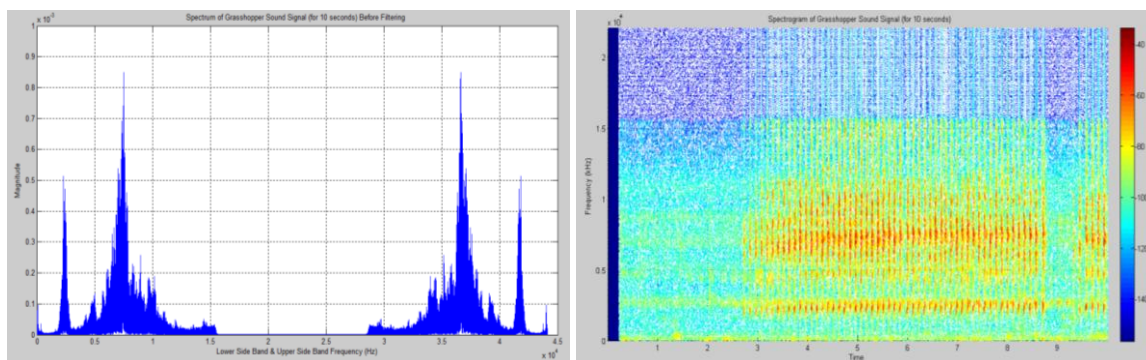 Spectrum of Grasshopper Sound Signal (for 10 seconds) Before Filtering
x 10⁻³
1
0.9
0.8
0.7
0.6
0.5
0.4
0.3
0.2
0.1
0
Magnitude
0 0.5 1 1.5 2 2.5 3 3.5 4 4.5
x 10⁴
Lower Side Band & Upper Side Band Frequency (Hz)
Spectrogram of Grasshopper Sound Signal (for 10 seconds)
x 10⁴
2
1.5
1
0.5
0
Frequency (kHz)
1 2 3 4 5 6 7 8 9
Time
-40
-60
-80
-100
-120
-140